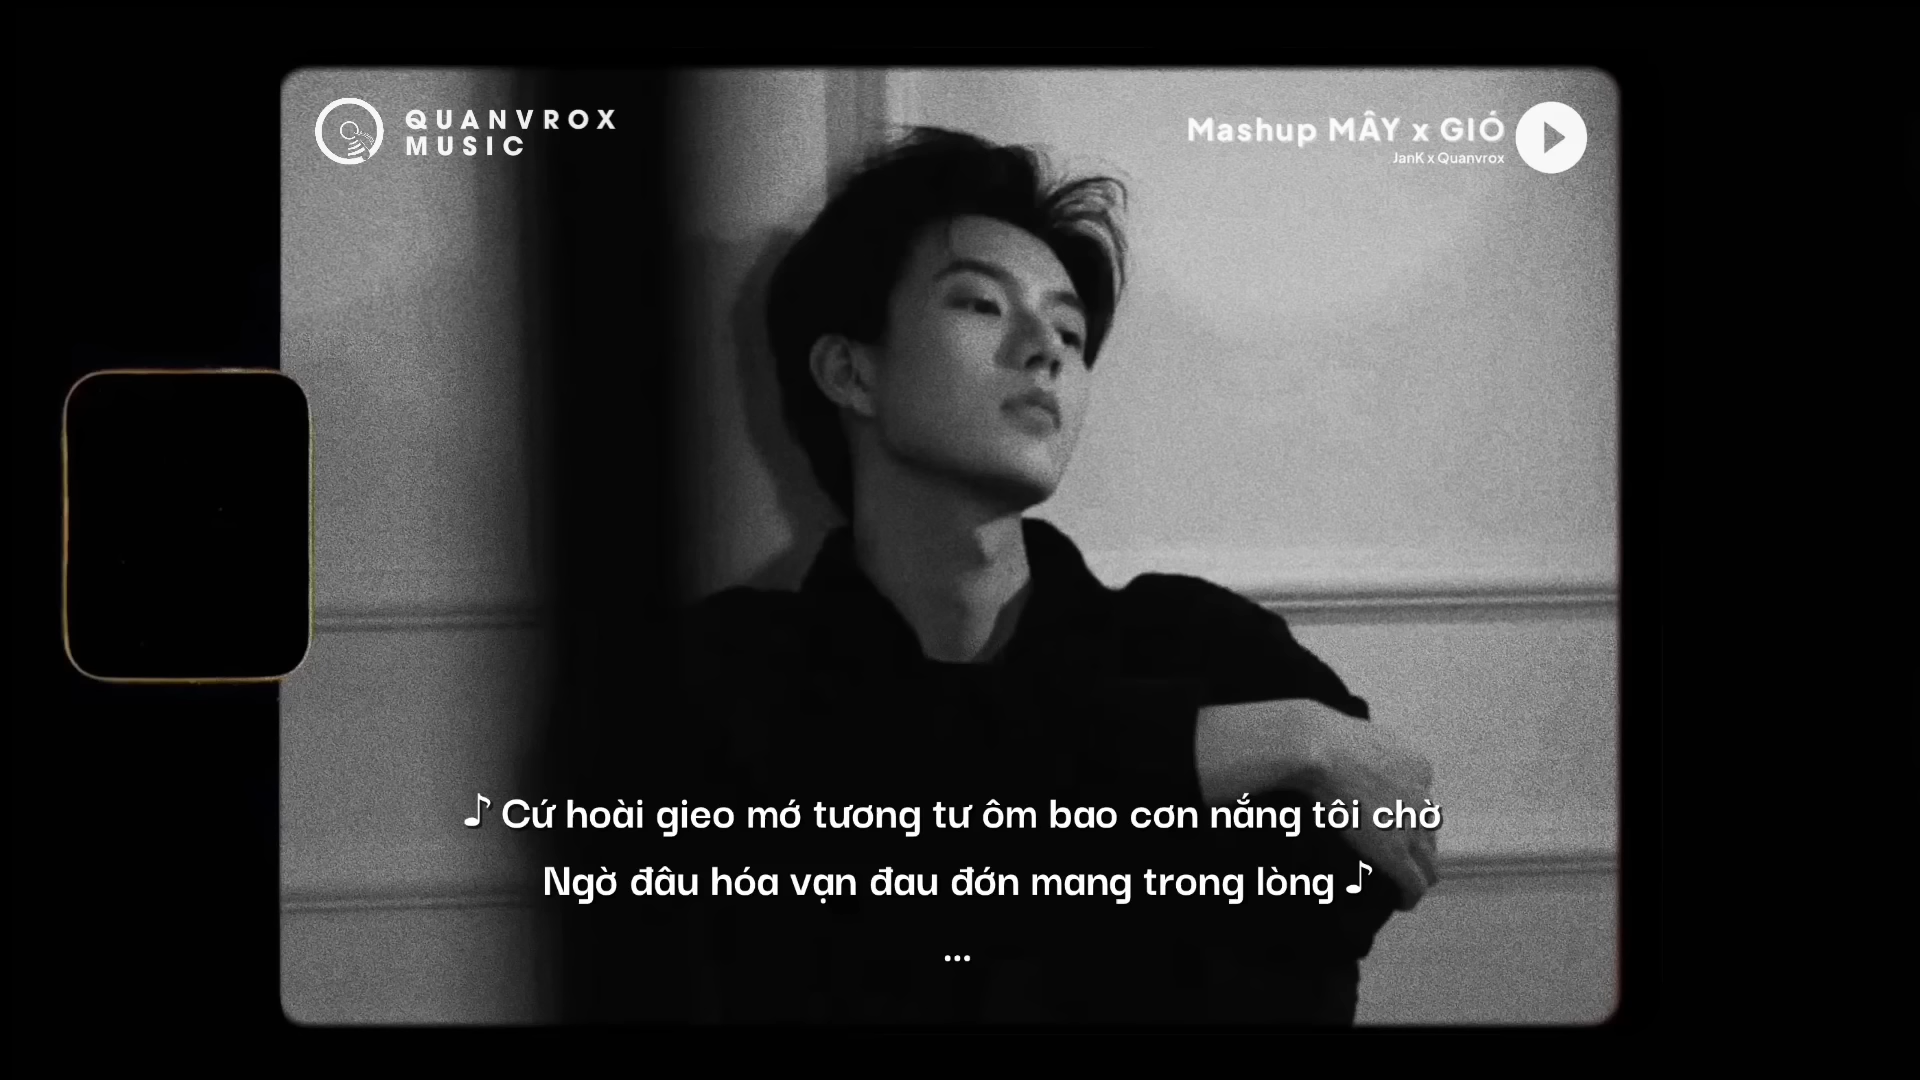 QUANVROX
MUSIC
Mashup MÂY x GIÓ
JanK x Quanvrox
♪ Cứ hoài gieo mớ tương tư ôm bao cơn nắng tôi chờ
Ngờ đâu hóa vạn đau đớn mang trong lòng ♪
...